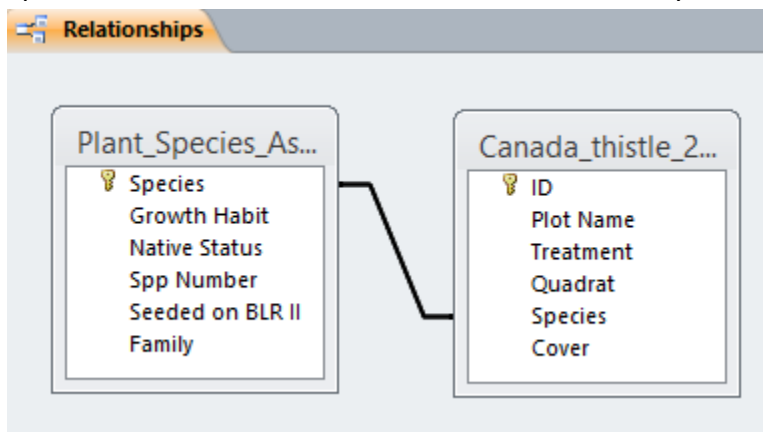 Relationships
Plant_Species_As...
Species
Growth Habit
Native Status
Spp Number
Seeded on BLR II
Family
Canada_thistle_2...
ID
Plot Name
Treatment
Quadrat
Species
Cover